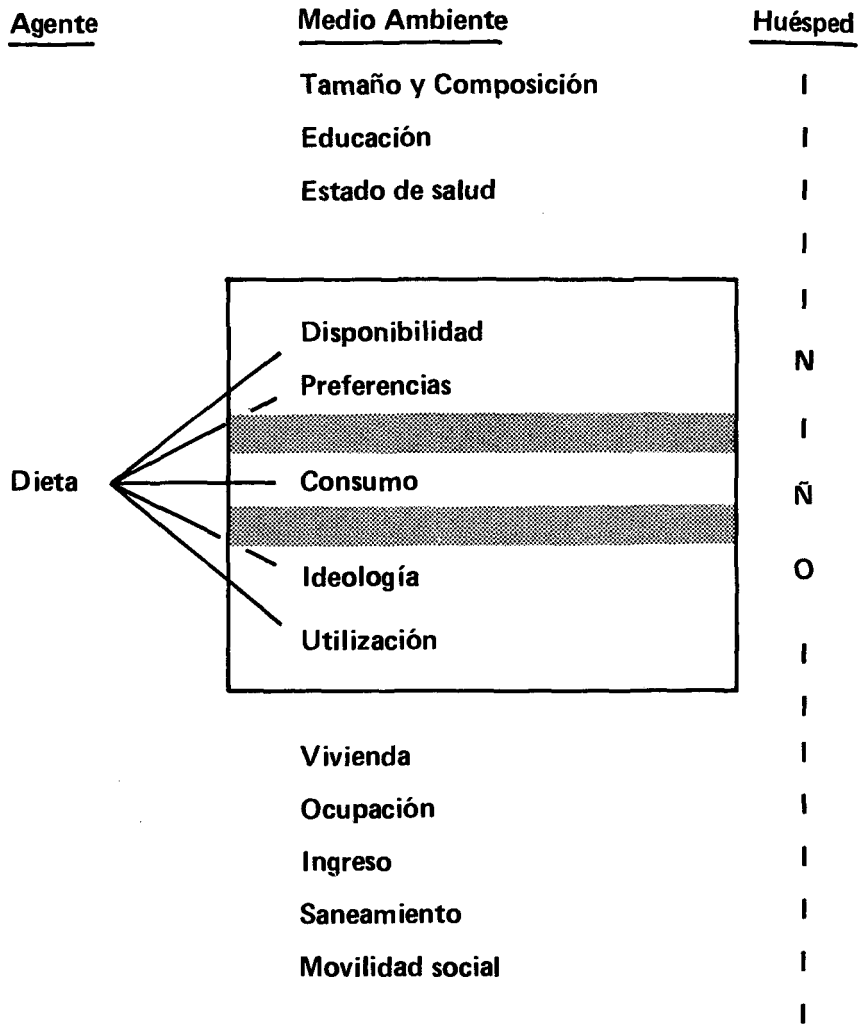 Agente Medio Ambiente Huésped
Tamaño y Composición
Educación
Estado de salud
Disponibilidad
Preferencias
Dieta Consumo
Ideología
Utilización
N
I
Ñ
O
Vivienda
Ocupación
Ingreso
Saneamiento
Movilidad social